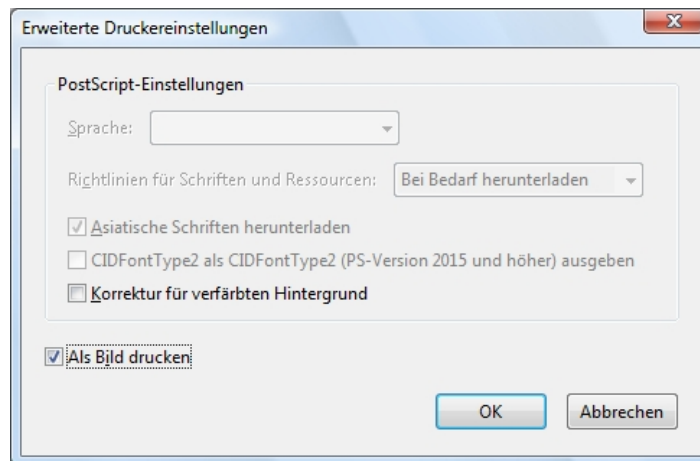 Erweiterte Druckereinstellungen
PostScript-Einstellungen
Sprache:
Richtlinien für Schriften und Ressourcen: Bei Bedarf herunterladen
Asiatische Schriften herunterladen
CIDFontType2 als CIDFontType2 (PS-Version 2015 und höher) ausgeben
Korrektur für verfärbten Hintergrund
Als Bild drucken
OK Abbrechen